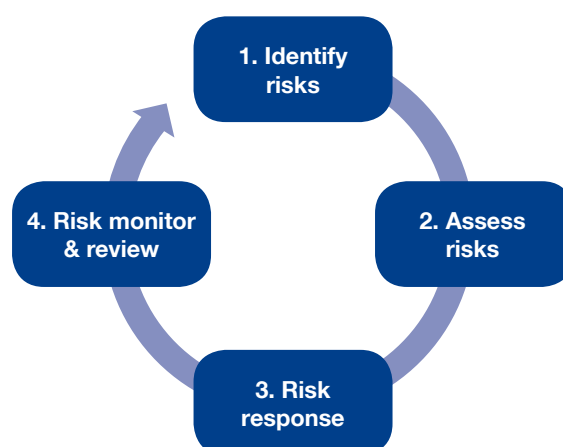 1. Identify
risks
2. Assess
risks
3. Risk
response
4. Risk monitor
& review